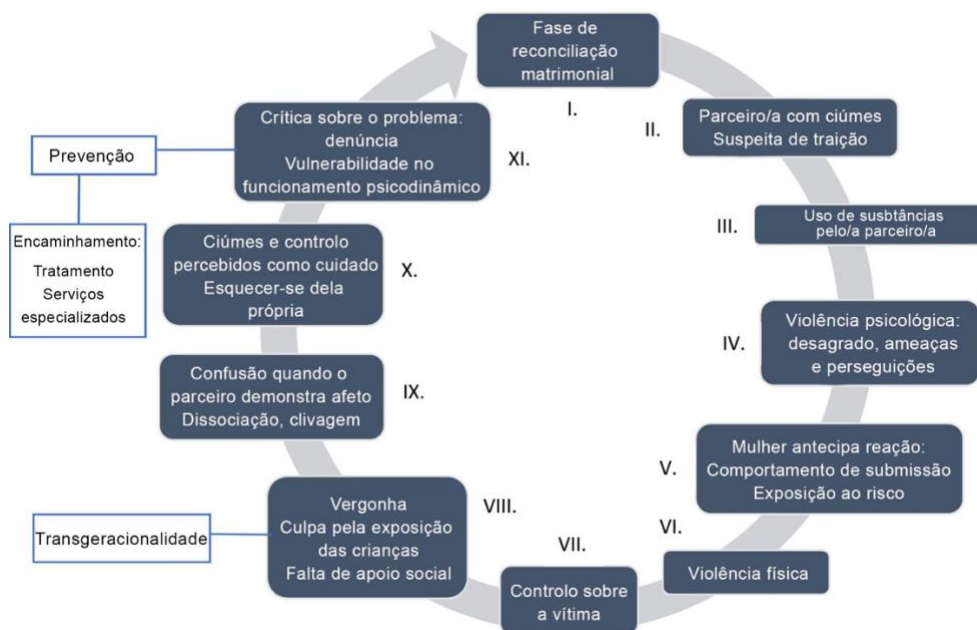 Fase de
reconciliação
matrimonial
I.
Parceiro/a com ciúmes
Suspeita de traição
II.
Uso de susbtâncias
pelo/a parceiro/a
III.
Violência psicológica:
desagrado, ameaças
e perseguições
IV.
Mulher antecipa reação:
Comportamento de submissão
Exposição ao risco
V.
VI.
Violência física
VII.
Controlo sobre
a vítima
VIII.
Vergonha
Culpa pela exposição
das crianças
Falta de apoio social
Transgeracionalidade
IX.
Confusão quando o
parceiro demonstra afeto
Dissociação, clivagem
X.
Ciúmes e controlo
percebidos como cuidado
Esquecer-se dela
própria
XI.
Crítica sobre o problema:
denúncia
Vulnerabilidade no
funcionamento psicodinâmico
Prevenção
Encaminhamento:
Tratamento
Serviços
especializados